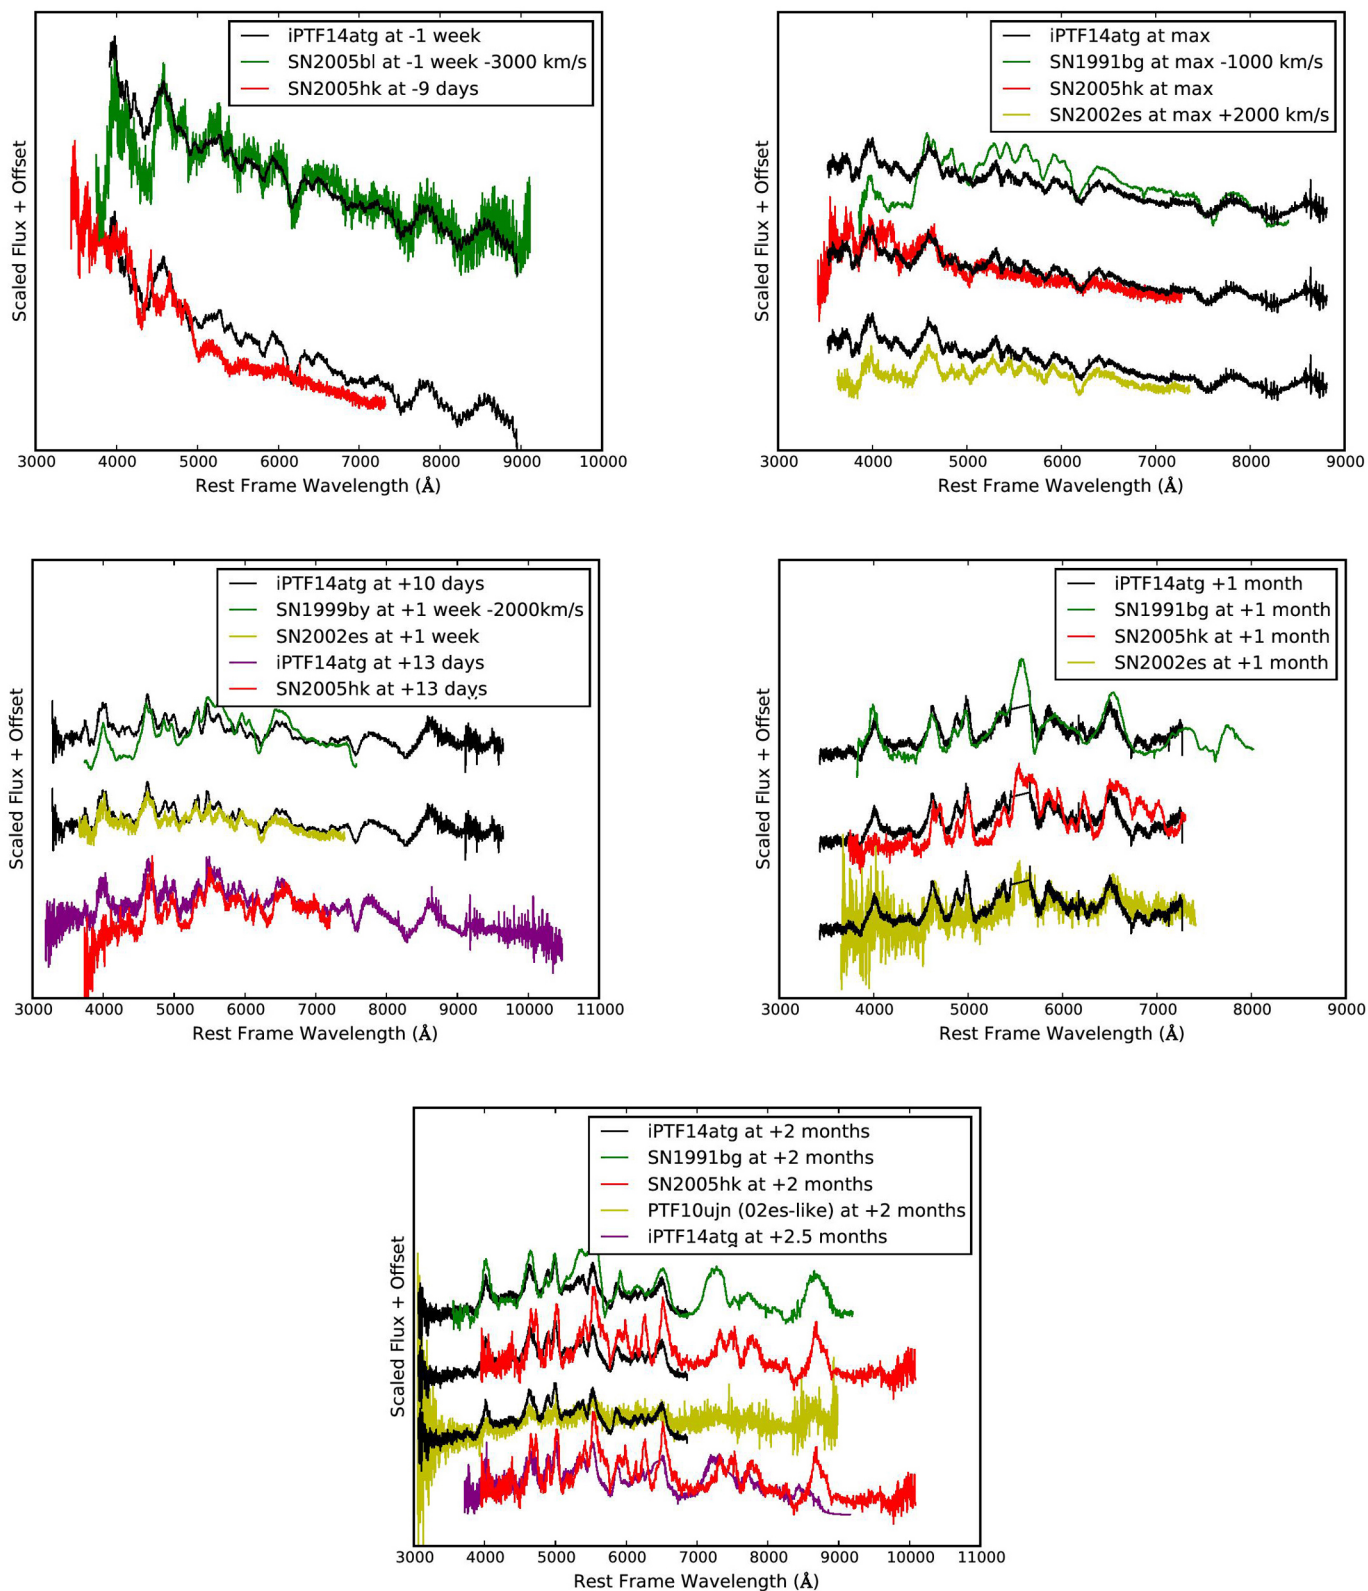 iPTF14atg at -1 week
SN2005bl at -1 week -3000 km/s
SN2005hk at -9 days
Scaled Flux + Offset
3000 4000 5000 6000 7000 8000 9000 10000
Rest Frame Wavelength (Å)
iPTF14atg at max
SN1991bg at max -1000 km/s
SN2005hk at max
SN2002es at max +2000 km/s
Scaled Flux + Offset
3000 4000 5000 6000 7000 8000 9000
Rest Frame Wavelength (Å)
iPTF14atg at +10 days
SN1999by at +1 week -2000km/s
SN2002es at +1 week
iPTF14atg at +13 days
SN2005hk at +13 days
Scaled Flux + Offset
3000 4000 5000 6000 7000 8000 9000 10000 11000
Rest Frame Wavelength (Å)
iPTF14atg +1 month
SN1991bg at +1 month
SN2005hk at +1 month
SN2002es at +1 month
Scaled Flux + Offset
3000 4000 5000 6000 7000 8000 9000
Rest Frame Wavelength (Å)
iPTF14atg at +2 months
SN1991bg at +2 months
SN2005hk at +2 months
PTF10ujn (02es-like) at +2 months
iPTF14atg at +2.5 months
Scaled Flux + Offset
3000 4000 5000 6000 7000 8000 9000 10000 11000
Rest Frame Wavelength (Å)